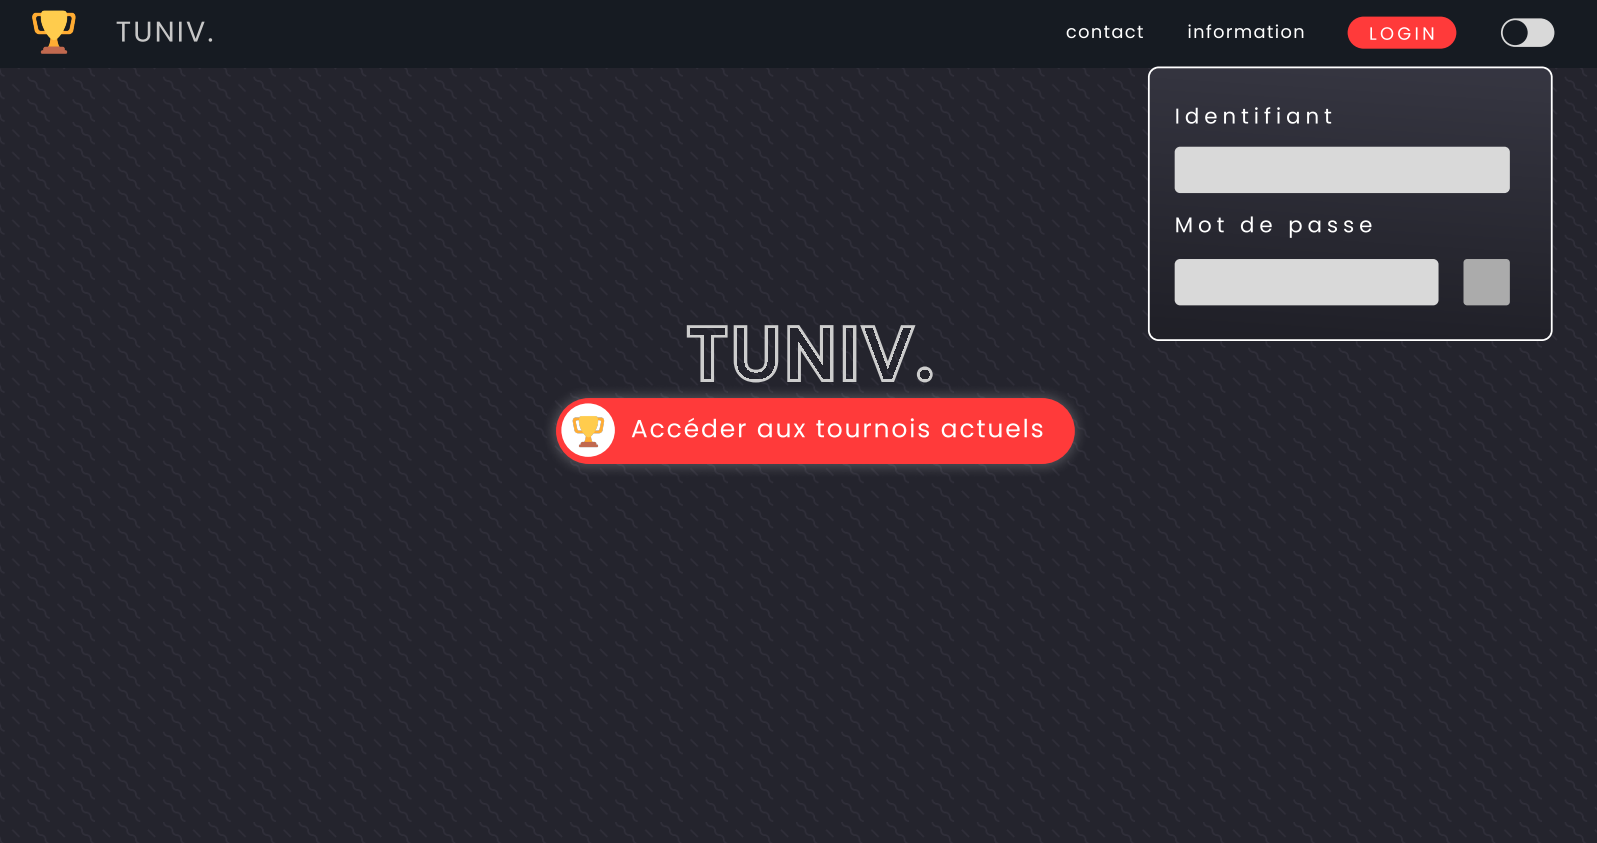 TUNIV.
contact
information
LOGIN
Identifiant
Mot de passe
TUNIV.
Accéder aux tournois actuels